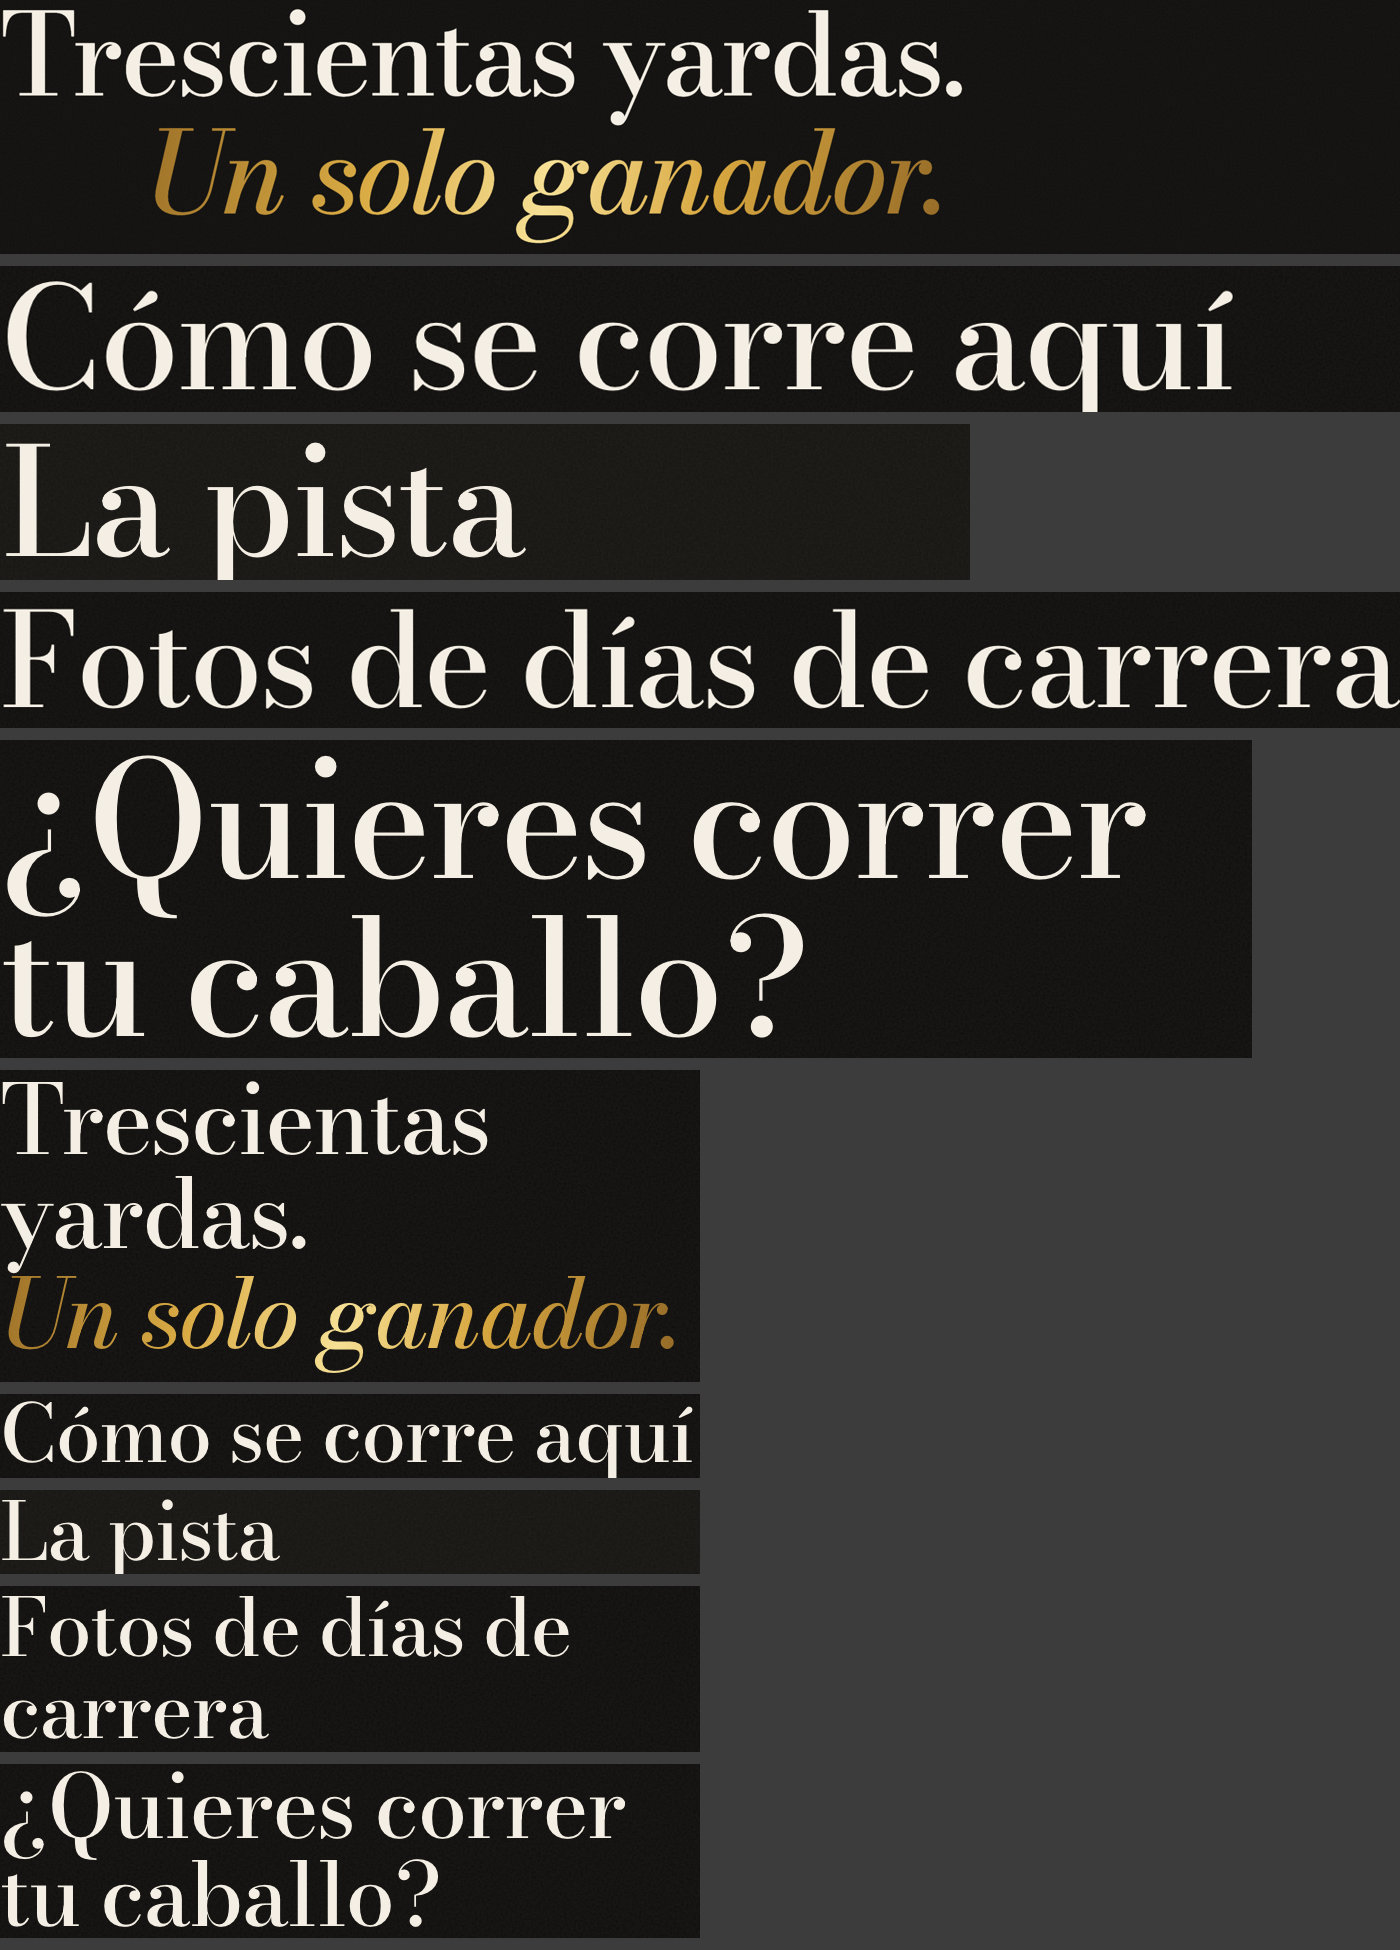 Trescientas yardas.
Un solo ganador.
Cómo se corre aquí
La pista
Fotos de días de carrera
¿Quieres correr
tu caballo?
Trescientas
yardas.
Un solo ganador.
Cómo se corre aquí
La pista
Fotos de días de
carrera
¿Quieres correr
tu caballo?